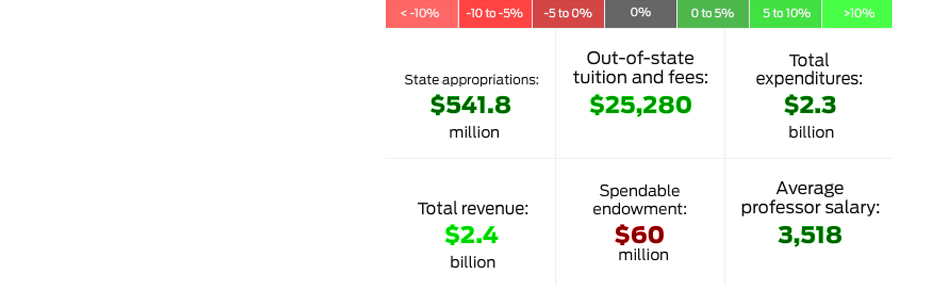 < -10% -10 to -5% -5 to 0% 0% 0 to 5% 5 to 10% >10%
State appropriations:
$541.8
million
Out-of-state
tuition and fees:
$25,280
Total
expenditures:
$2.3
billion
Total revenue:
$2.4
billion
Spendable
endowment:
$60
million
Average
professor salary:
3,518